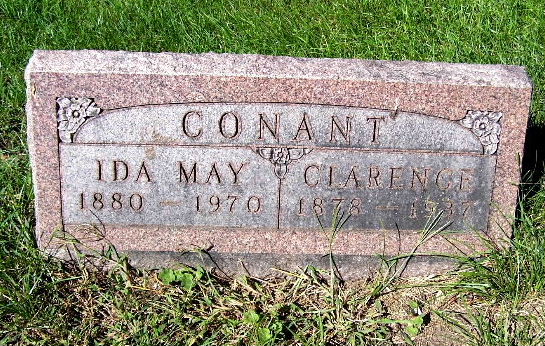 CONANT
IDA MAY CLARENCE
1880 — 1970 1878 — 1937